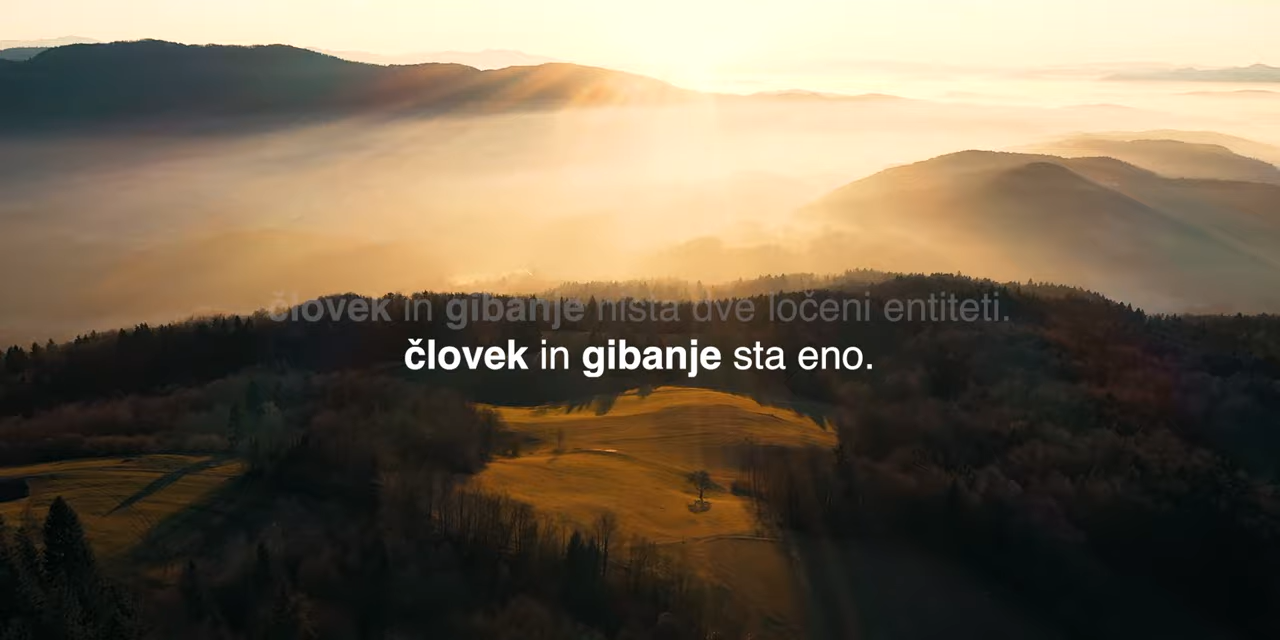 človek in gibanje nista dve ločeni entiteti.
človek in gibanje sta eno.